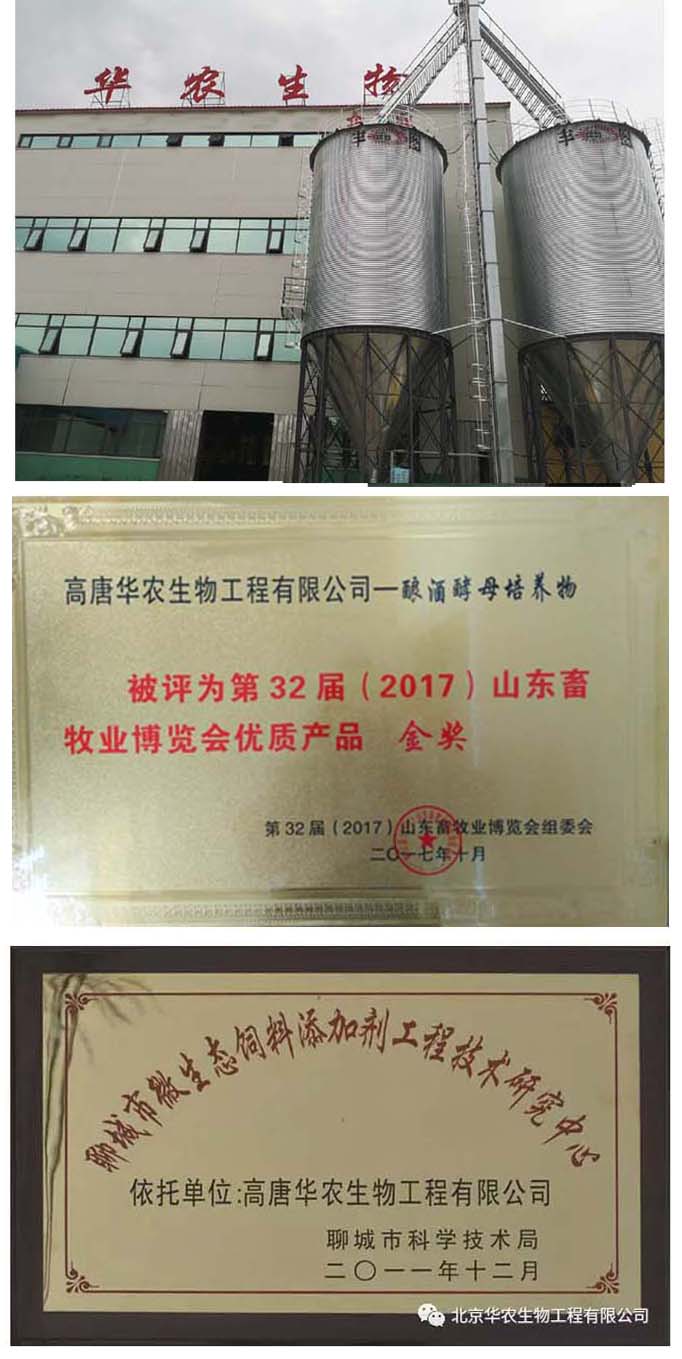 华农生物
高唐华农生物工程有限公司—酿酒酵母培养物
被评为第32届(2017)山东畜
牧业博览会优质产品 金奖
第32届(2017)山东畜牧业博览会组委会
二〇一七年十月
聊城市微生态饲料添加剂工程技术研究中心
依托单位:高唐华农生物工程有限公司
聊城市科学技术局
二〇一一年十二月
北京华农生物工程有限公司